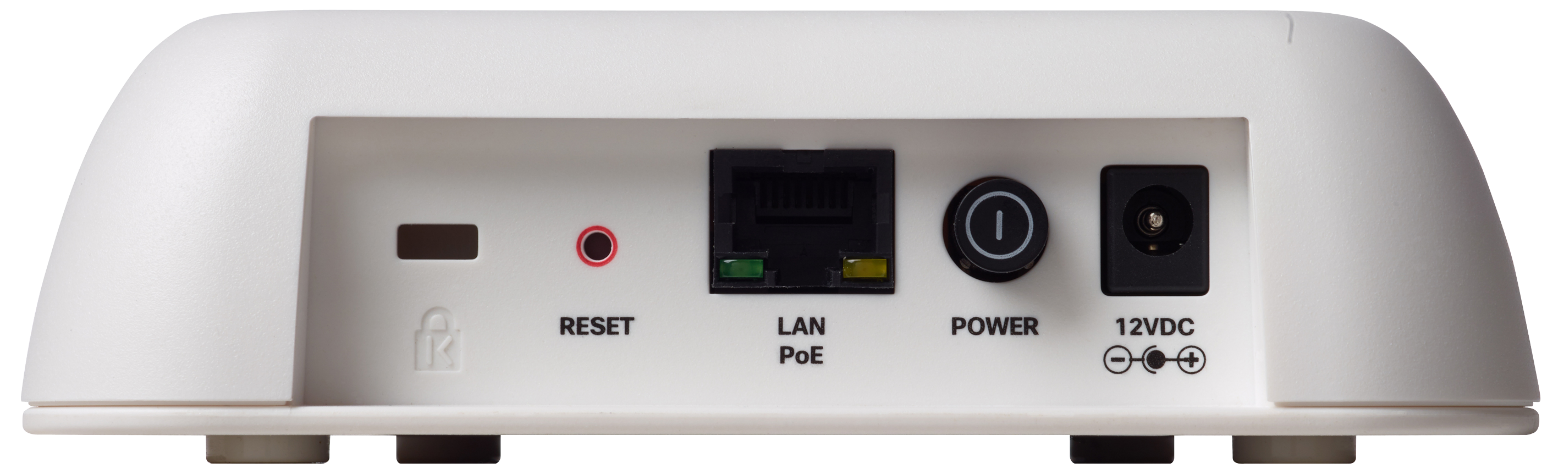 RESET
LAN
PoE
POWER
12VDC
K